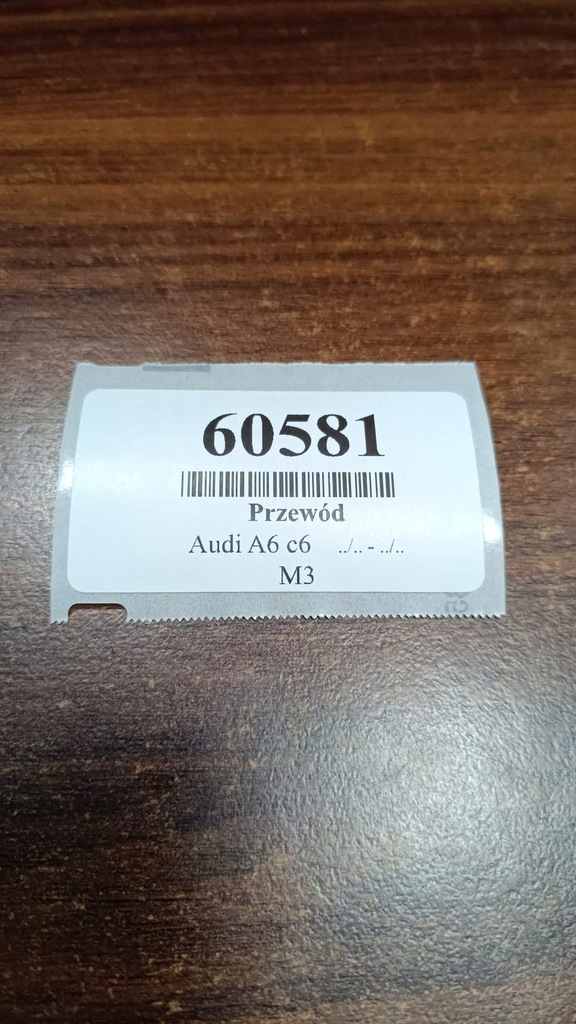 60581
Przewód
Audi A6 c6 ../.. - ../..
M3